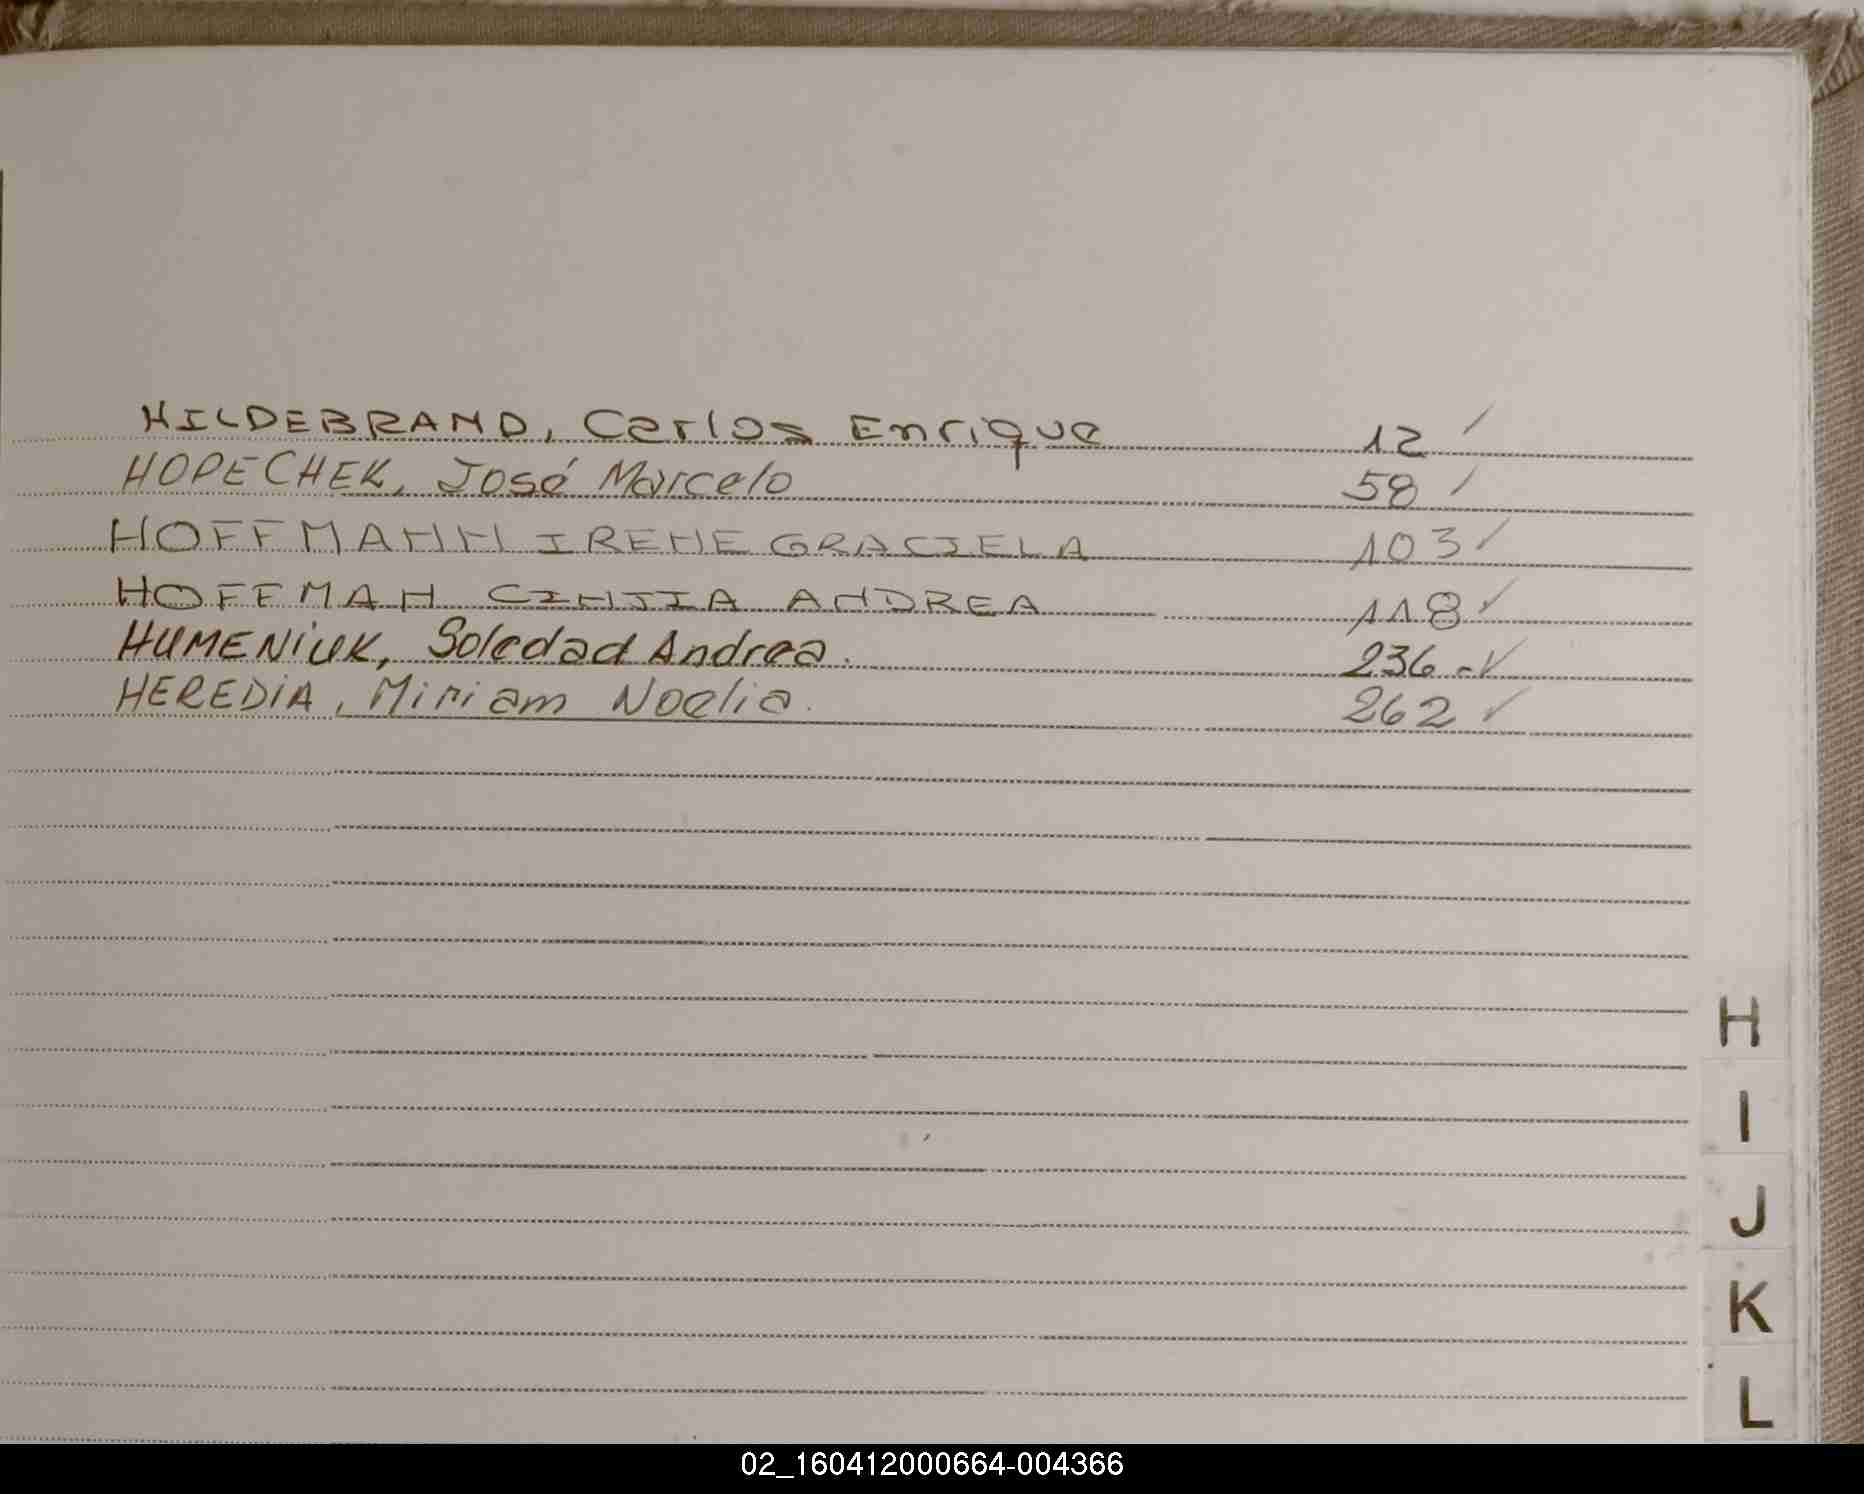 HILDEBRAND, Carlos Enrique 12 ✓
HOPECHEK, José Marcelo 58 ✓
HOFFMANN IRENE GRACIELA 103 ✓
HOFFMAN CINTIA ANDREA 118 ✓
HUMENiUK, Soledad Andrea. 236 - ✓
HEREDiA, Miriam Noelia. 262 ✓
H
I
J
K
L
02_160412000664-004366